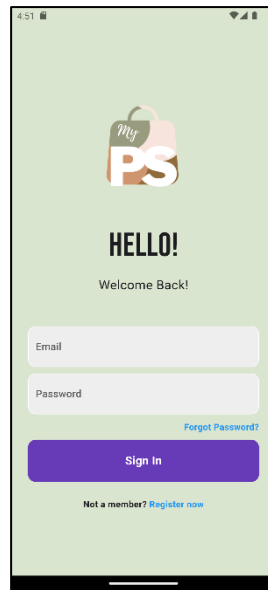 4:51
My
PS
HELLO!
Welcome Back!
Email
Password
Forgot Password?
Sign In
Not a member? Register now